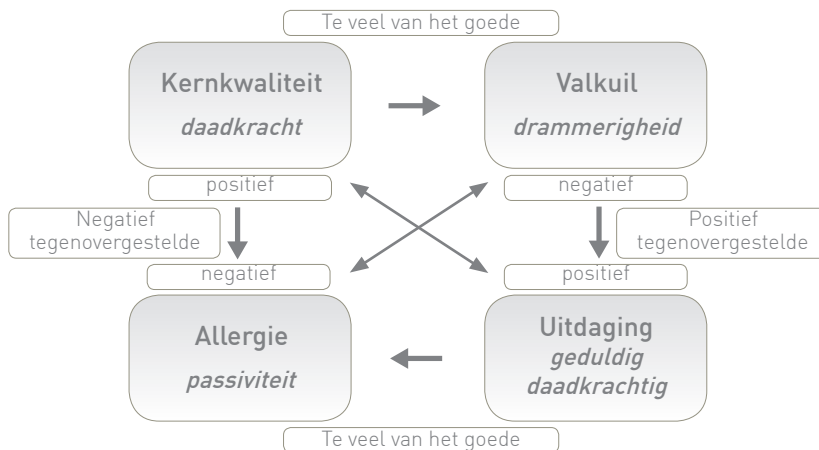 Te veel van het goede
Kernkwaliteit
daadkracht
Valkuil
drammerigheid
positief
negatief
Negatief
tegenovergestelde
Positief
tegenovergestelde
negatief
positief
Allergie
passiviteit
Uitdaging
geduldig
daadkrachtig
Te veel van het goede